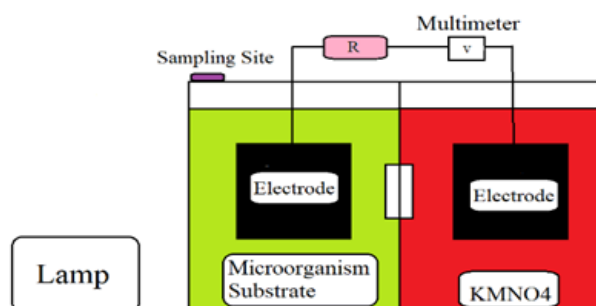 Multimeter
R
v
Sampling Site
Electrode
Electrode
Lamp
Microorganism
Substrate
KMNO4